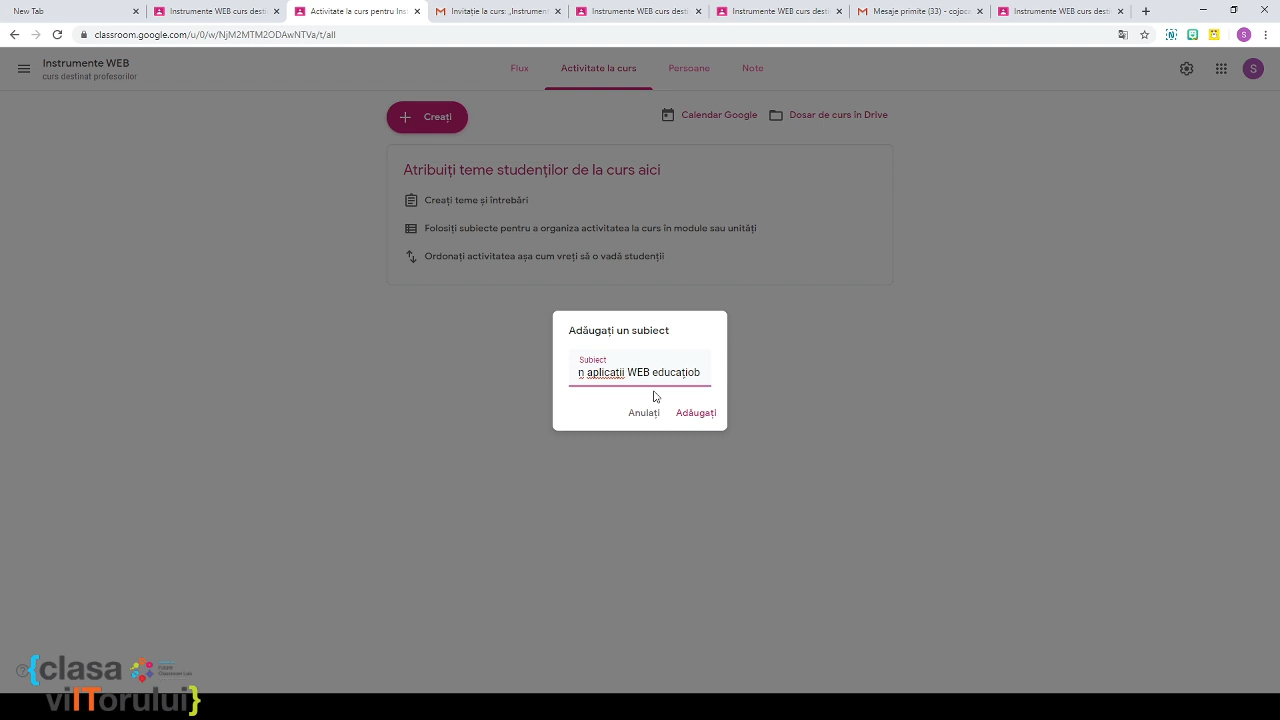 New Tab
Instrumente WEB curs desti
Activitate la curs pentru Inst
Invitație la curs: „Instrument
Instrumente WEB curs desti
Instrumente WEB curs desti
Mesaje primite (33) - cojoca
Instrumente WEB curs desti
classroom.google.com/u/0/w/NjM2MTM2ODAwNTVa/t/all
S
Instrumente WEB
curs destinat profesorilor
Flux
Activitate la curs
Persoane
Note
S
Creați
Calendar Google
Dosar de curs în Drive
Atribuiți teme studenților de la curs aici
Creați teme și întrebări
Folosiți subiecte pentru a organiza activitatea la curs în module sau unități
Ordonați activitatea așa cum vreți să o vadă studenții
Adăugați un subiect
Subiect
n aplicații WEB educațiob
Anulați
Adăugați
{clasa
viITorului}
Future
Classroom Lab